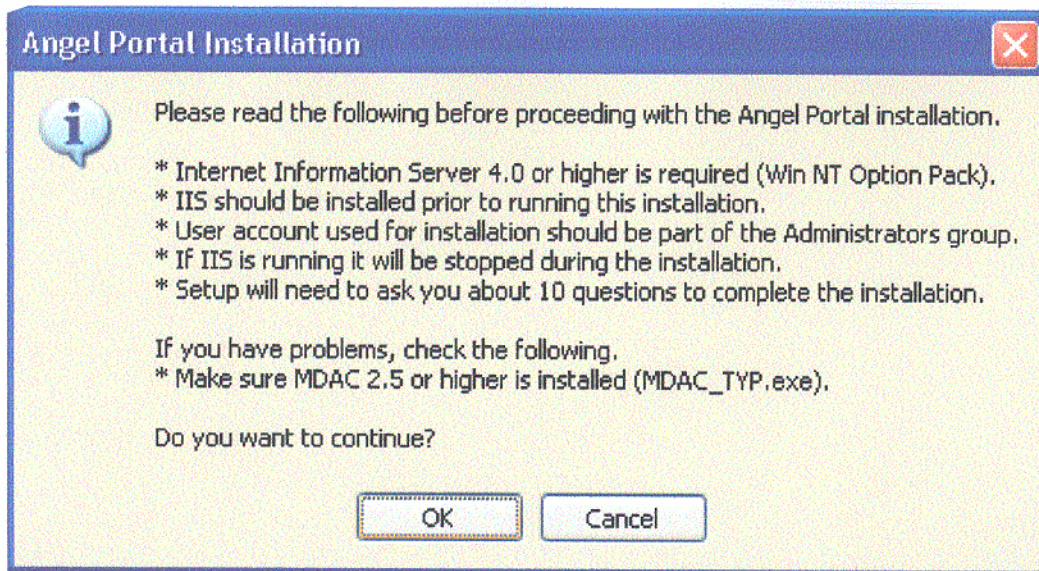 Angel Portal Installation
Please read the following before proceeding with the Angel Portal installation.
* Internet Information Server 4.0 or higher is required (Win NT Option Pack).
* IIS should be installed prior to running this installation.
* User account used for installation should be part of the Administrators group.
* If IIS is running it will be stopped during the installation.
* Setup will need to ask you about 10 questions to complete the installation.
If you have problems, check the following.
* Make sure MDAC 2.5 or higher is installed (MDAC_TYP.exe).
Do you want to continue?
OK Cancel